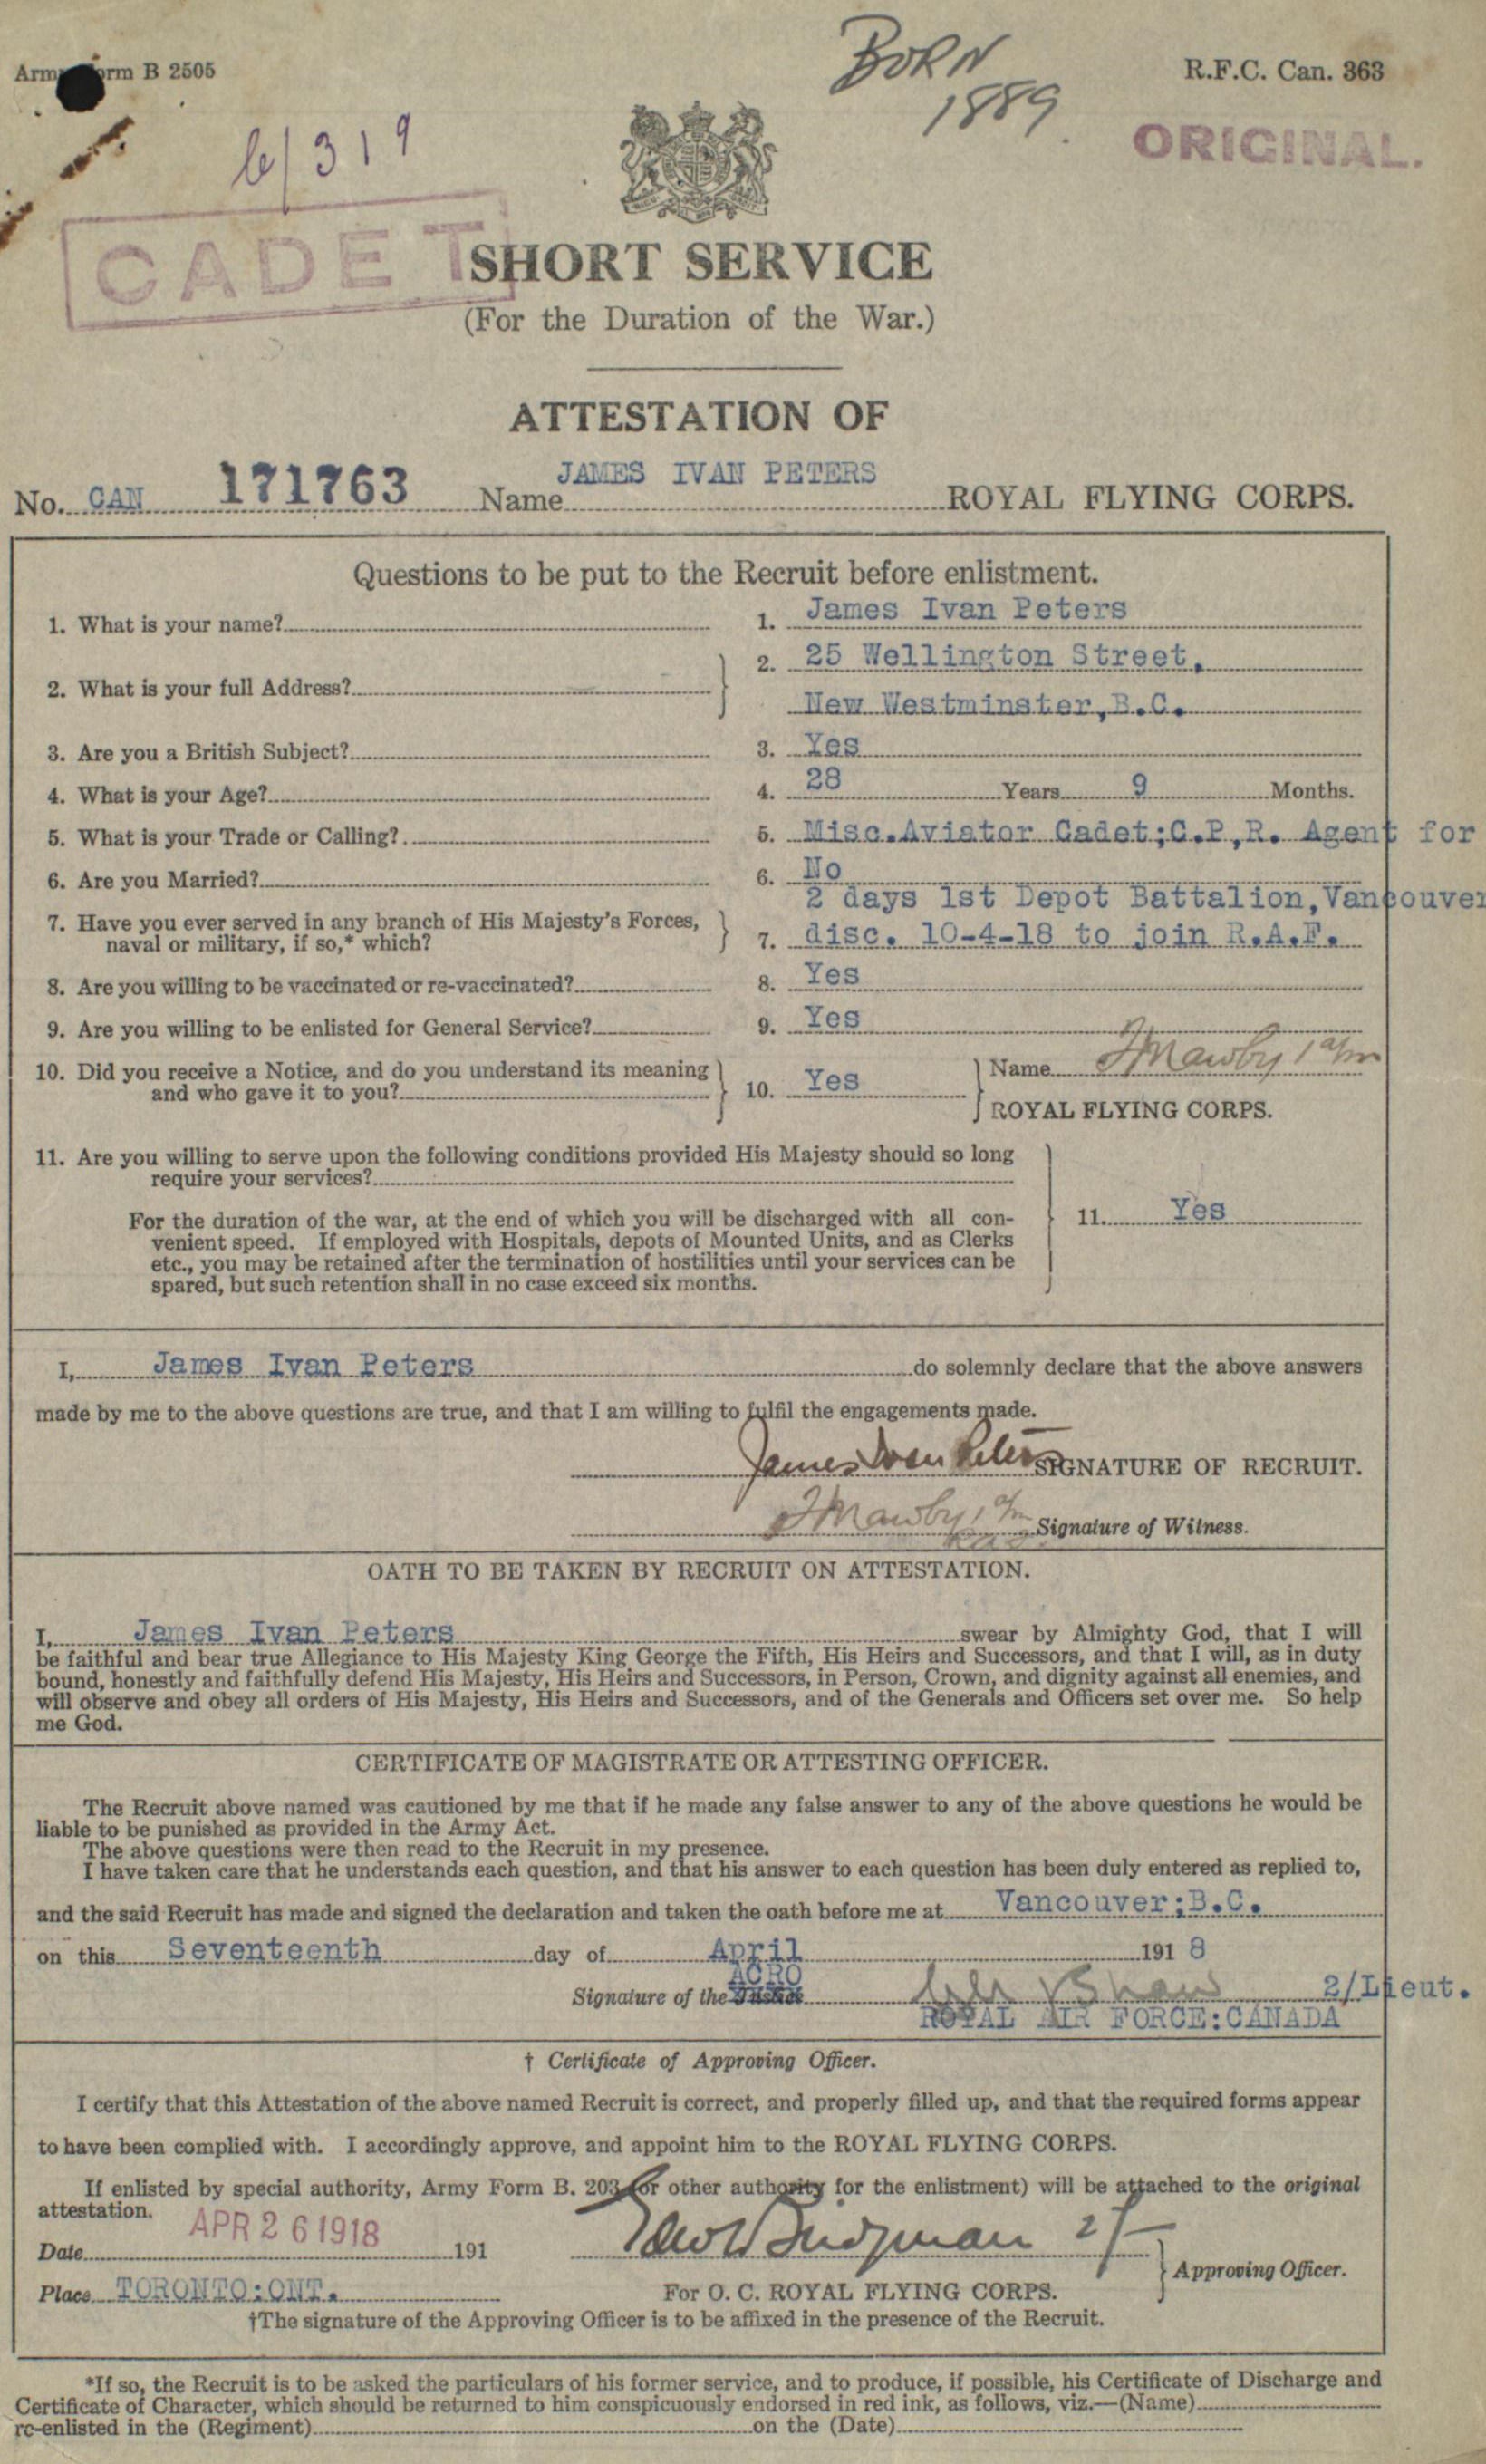 Army Form B 2505
BORN
1889
R.F.C. Can. 363
ORIGINAL.
319
CADET
SHORT SERVICE
(For the Duration of the War.)
ATTESTATION OF
No. CAN 171763 Name JAMES IVAN PETERS ROYAL FLYING CORPS.
Questions to be put to the Recruit before enlistment.
1. What is your name? 1. James Ivan Peters
2. What is your full Address? 2. 25 Wellington Street,
New Westminster, B.C.
3. Are you a British Subject? 3. Yes
4. What is your Age? 4. 28 Years 9 Months.
5. What is your Trade or Calling? 5. Misc.Aviator Cadet;C.P,R. Agent for
6. Are you Married? 6. No
7. Have you ever served in any branch of His Majesty's Forces, naval or military, if so,* which? 7. 2 days 1st Depot Battalion,Vancouver
disc. 10-4-18 to join R.A.F.
8. Are you willing to be vaccinated or re-vaccinated? 8. Yes
9. Are you willing to be enlisted for General Service? 9. Yes
10. Did you receive a Notice, and do you understand its meaning
and who gave it to you? 10. Yes Name Mawby 1 a/m
ROYAL FLYING CORPS.
11. Are you willing to serve upon the following conditions provided His Majesty should so long
require your services?
For the duration of the war, at the end of which you will be discharged with all con-
venient speed. If employed with Hospitals, depots of Mounted Units, and as Clerks
etc., you may be retained after the termination of hostilities until your services can be
spared, but such retention shall in no case exceed six months.
11. Yes
I, James Ivan Peters do solemnly declare that the above answers
made by me to the above questions are true, and that I am willing to fulfil the engagements made.
James Ivan Peters SIGNATURE OF RECRUIT.
Mawby 1 a/m Signature of Witness.
OATH TO BE TAKEN BY RECRUIT ON ATTESTATION.
I, James Ivan Peters swear by Almighty God, that I will
be faithful and bear true Allegiance to His Majesty King George the Fifth, His Heirs and Successors, and that I will, as in duty
bound, honestly and faithfully defend His Majesty, His Heirs and Successors, in Person, Crown, and dignity against all enemies, and
will observe and obey all orders of His Majesty, His Heirs and Successors, and of the Generals and Officers set over me. So help
me God.
CERTIFICATE OF MAGISTRATE OR ATTESTING OFFICER.
The Recruit above named was cautioned by me that if he made any false answer to any of the above questions he would be
liable to be punished as provided in the Army Act.
The above questions were then read to the Recruit in my presence.
I have taken care that he understands each question, and that his answer to each question has been duly entered as replied to,
and the said Recruit has made and signed the declaration and taken the oath before me at Vancouver;B.C.
on this Seventeenth day of April 1918
ACRO
Signature of the Shaw 2/Lieut.
ROYAL AIR FORCE:CANADA
† Certificate of Approving Officer.
I certify that this Attestation of the above named Recruit is correct, and properly filled up, and that the required forms appear
to have been complied with. I accordingly approve, and appoint him to the ROYAL FLYING CORPS.
If enlisted by special authority, Army Form B. 203 (or other authority for the enlistment) will be attached to the original
attestation.
Date APR 26 1918 191
Bridgman Approving Officer.
Place TORONTO:ONT. For O. C. ROYAL FLYING CORPS.
†The signature of the Approving Officer is to be affixed in the presence of the Recruit.
*If so, the Recruit is to be asked the particulars of his former service, and to produce, if possible, his Certificate of Discharge and
Certificate of Character, which should be returned to him conspicuously endorsed in red ink, as follows, viz.—(Name)
re-enlisted in the (Regiment) on the (Date)